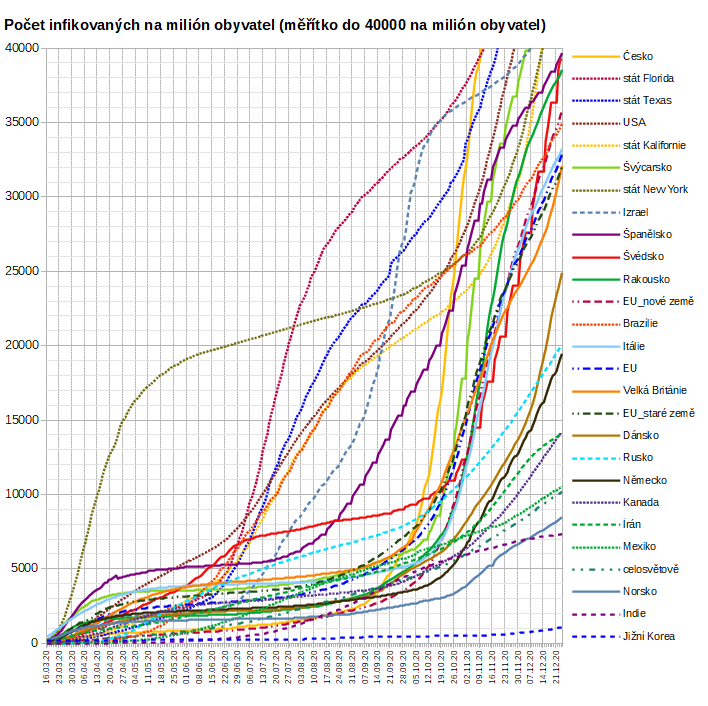 Počet infikovaných na milión obyvatel (měřítko do 40000 na milión obyvatel)
40000
35000
30000
25000
20000
15000
10000
5000
0
16.03.20
23.03.20
30.03.20
06.04.20
13.04.20
20.04.20
27.04.20
04.05.20
11.05.20
18.05.20
25.05.20
01.06.20
08.06.20
15.06.20
22.06.20
29.06.20
06.07.20
13.07.20
20.07.20
27.07.20
03.08.20
10.08.20
17.08.20
24.08.20
31.08.20
07.09.20
14.09.20
21.09.20
28.09.20
05.10.20
12.10.20
19.10.20
26.10.20
02.11.20
09.11.20
16.11.20
23.11.20
30.11.20
07.12.20
14.12.20
21.12.20
Česko
stát Florida
stát Texas
USA
stát Kalifornie
Švýcarsko
stát New York
Izrael
Španělsko
Švédsko
Rakousko
EU_nové země
Brazílie
Itálie
EU
Velká Británie
EU_staré země
Dánsko
Rusko
Německo
Kanada
Irán
Mexiko
celosvětově
Norsko
Indie
Jižní Korea